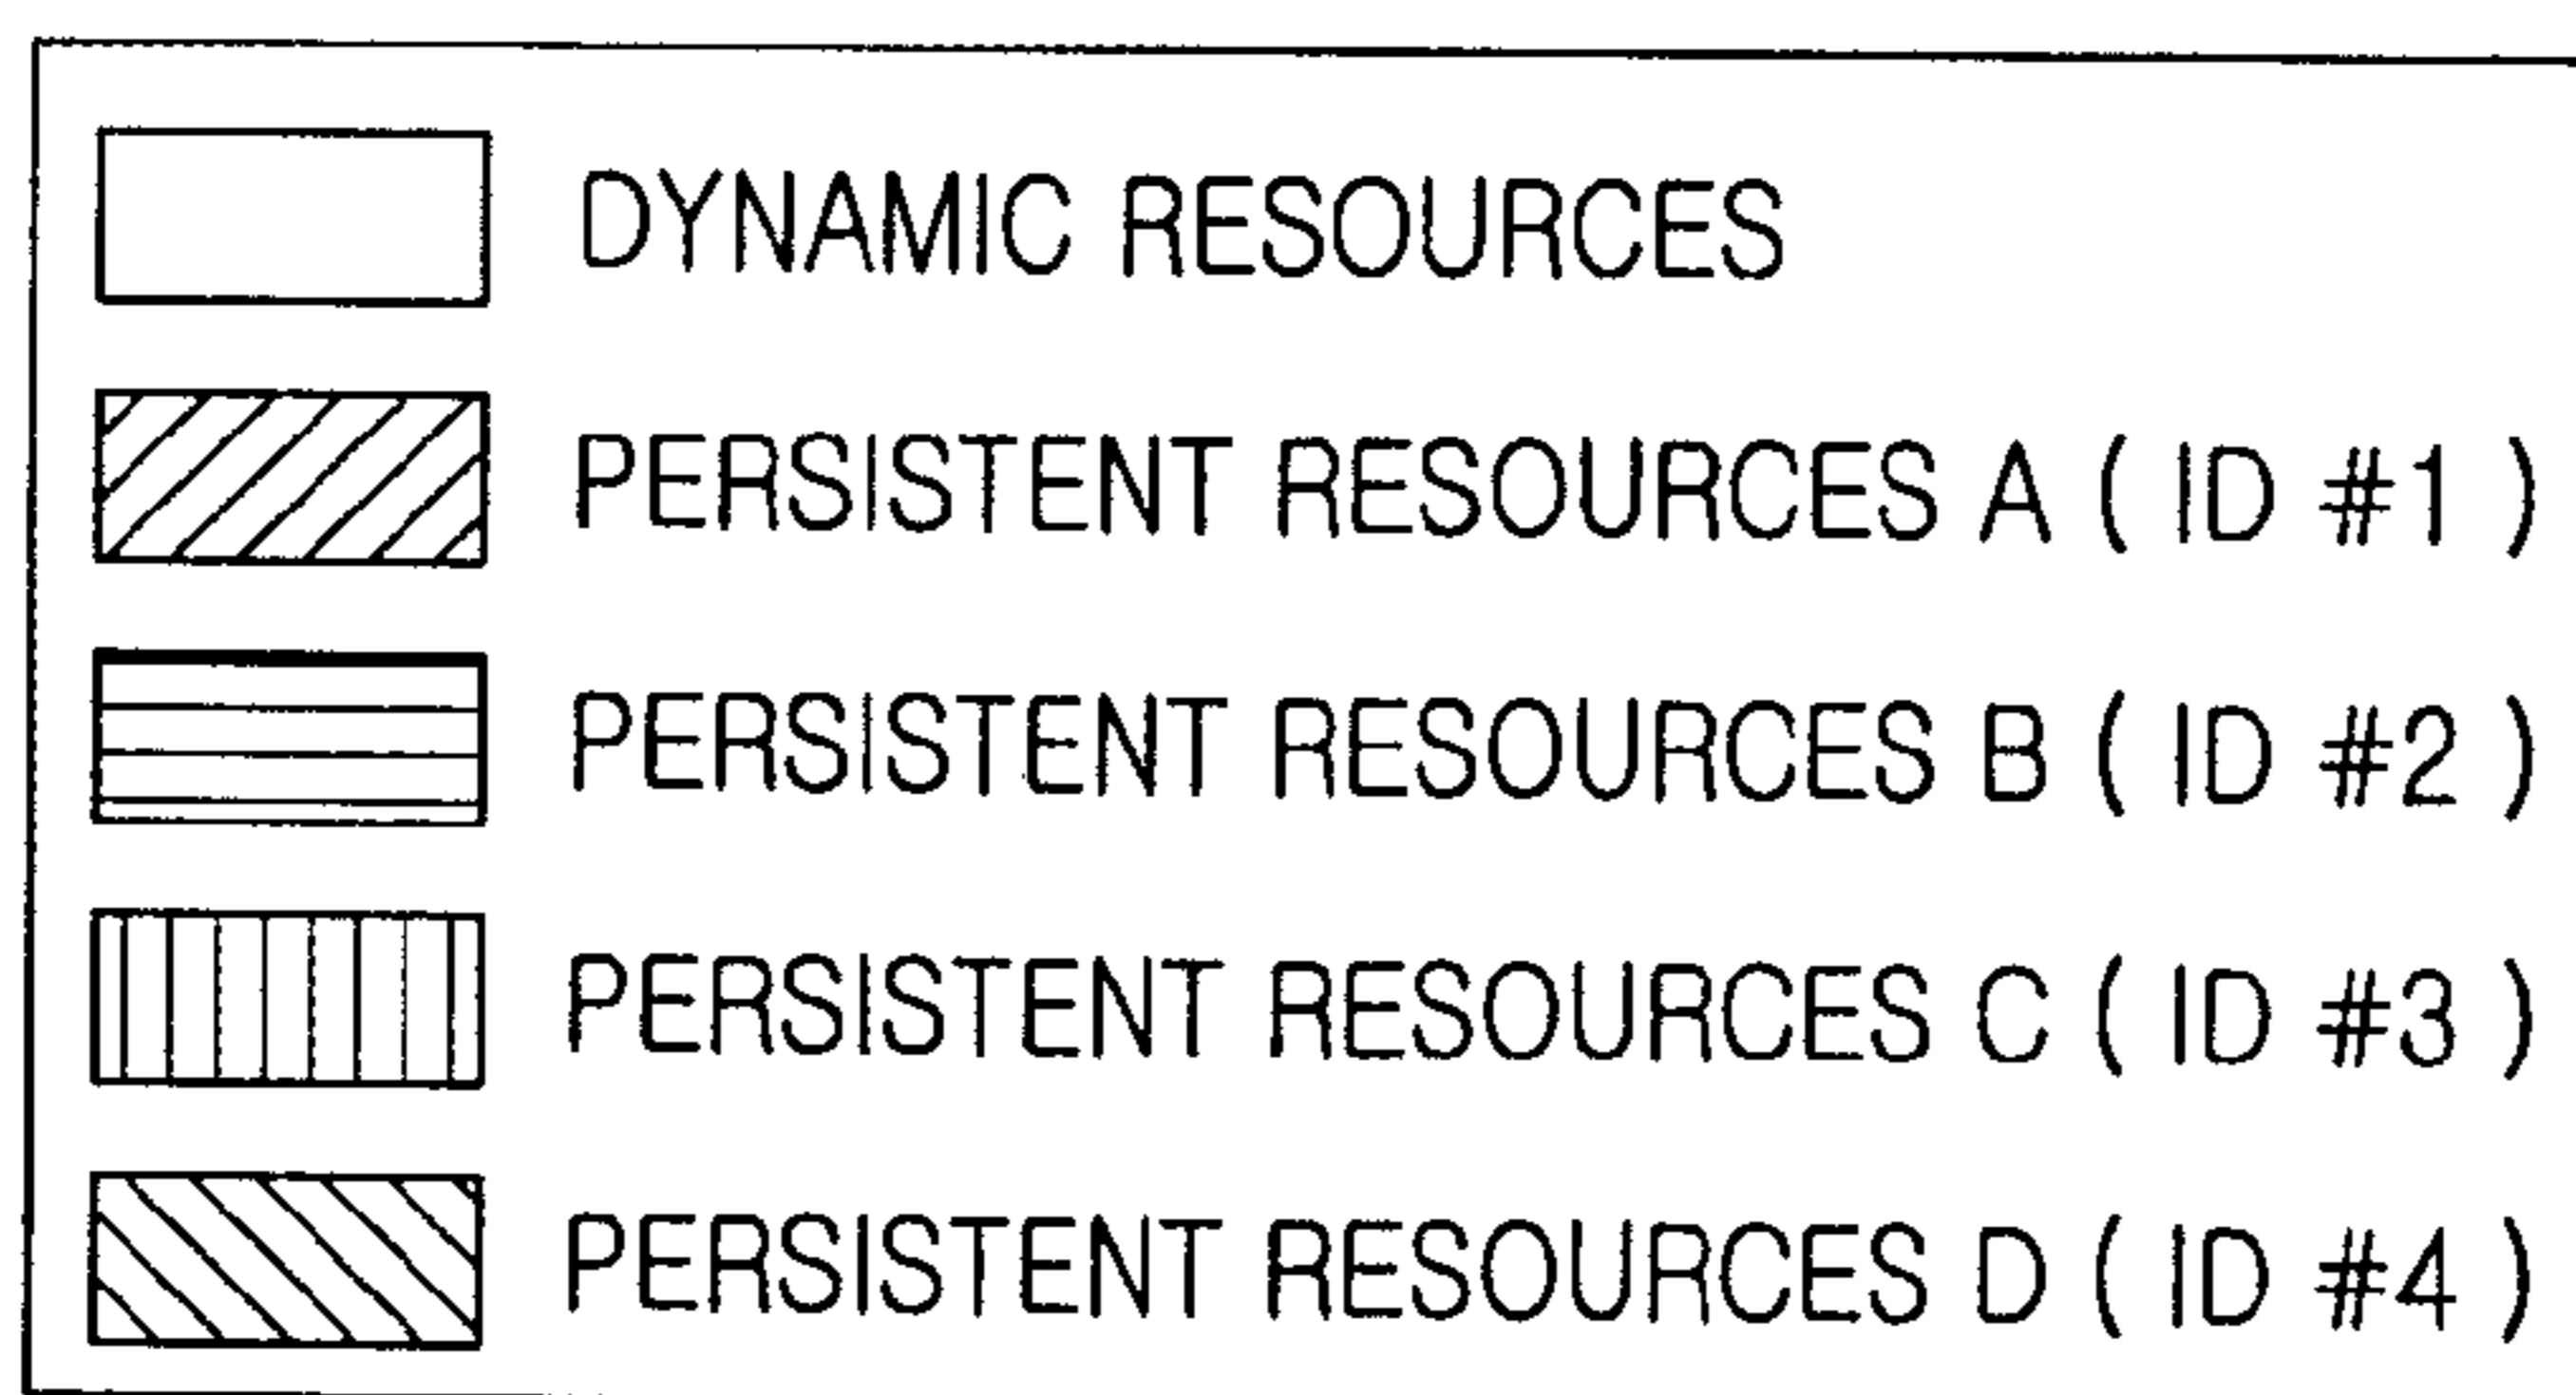 DYNAMIC RESOURCES
PERSISTENT RESOURCES A ( ID #1 )
PERSISTENT RESOURCES B ( ID #2 )
PERSISTENT RESOURCES C ( ID #3 )
PERSISTENT RESOURCES D ( ID #4 )